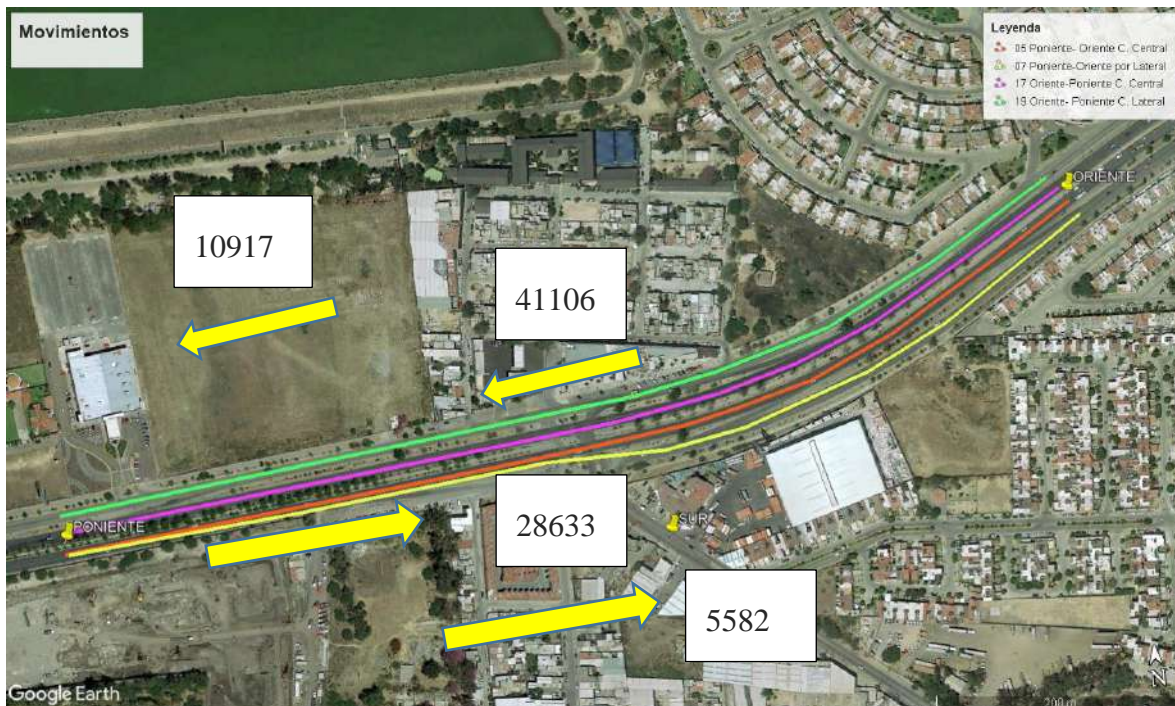 Movimientos
Leyenda
05 Poniente- Oriente C. Central
07 Poniente-Oriente por Lateral
17 Oriente-Poniente C. Central
19 Oriente- Poniente C. Lateral
ORIENTE
10917
41106
PONIENTE
28633
SUR
5582
N
Google Earth
200 m